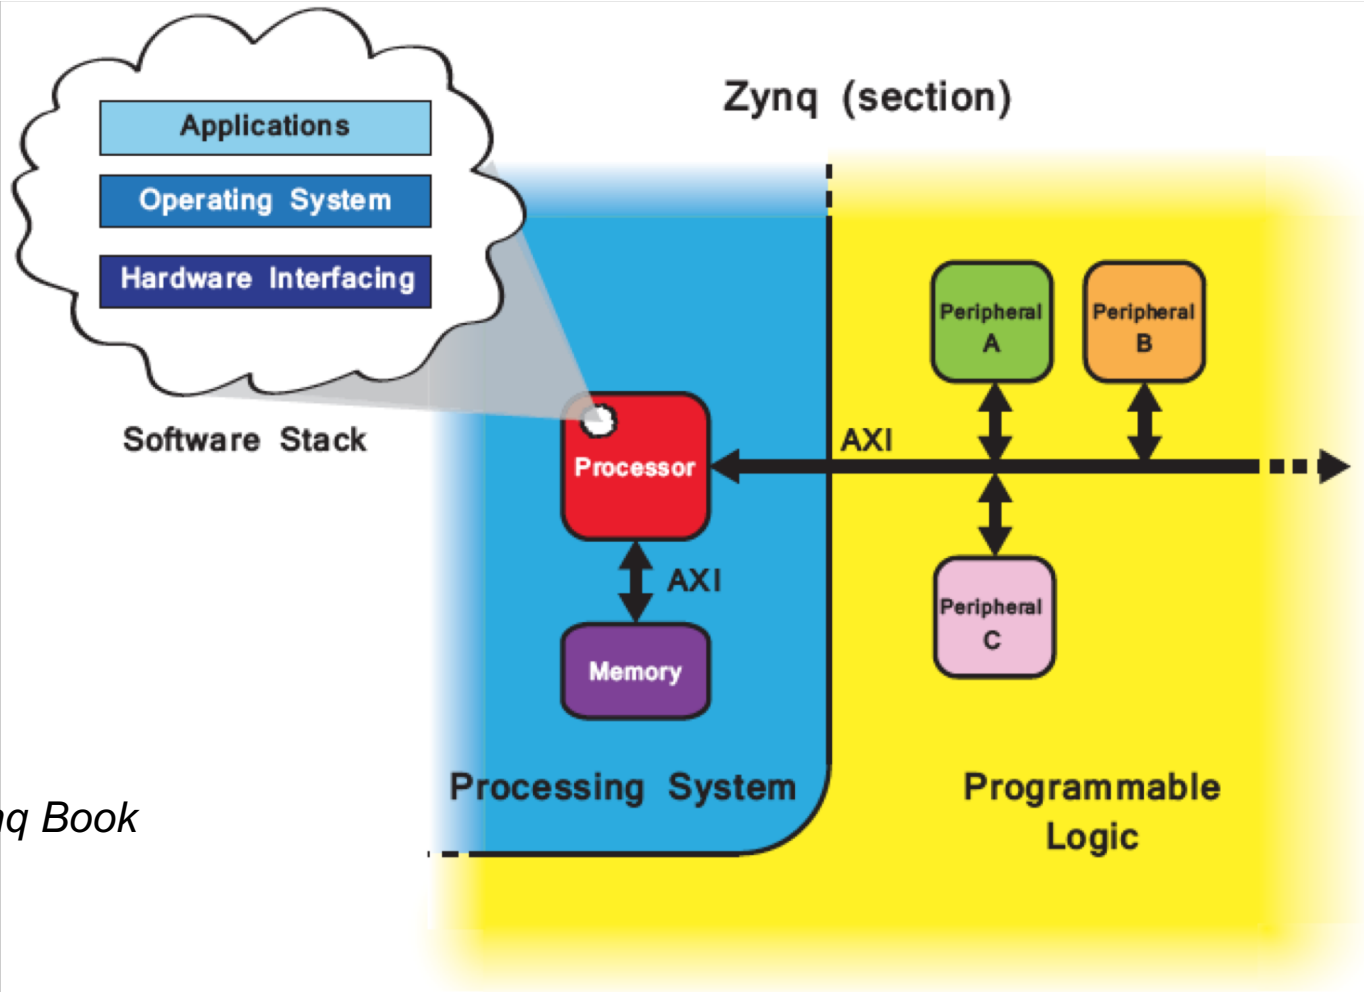 Zynq (section)
Applications
Operating System
Hardware Interfacing
Software Stack
Processor
AXI
Memory
Processing System
AXI
Peripheral
A
Peripheral
B
Peripheral
C
Programmable
Logic
Book